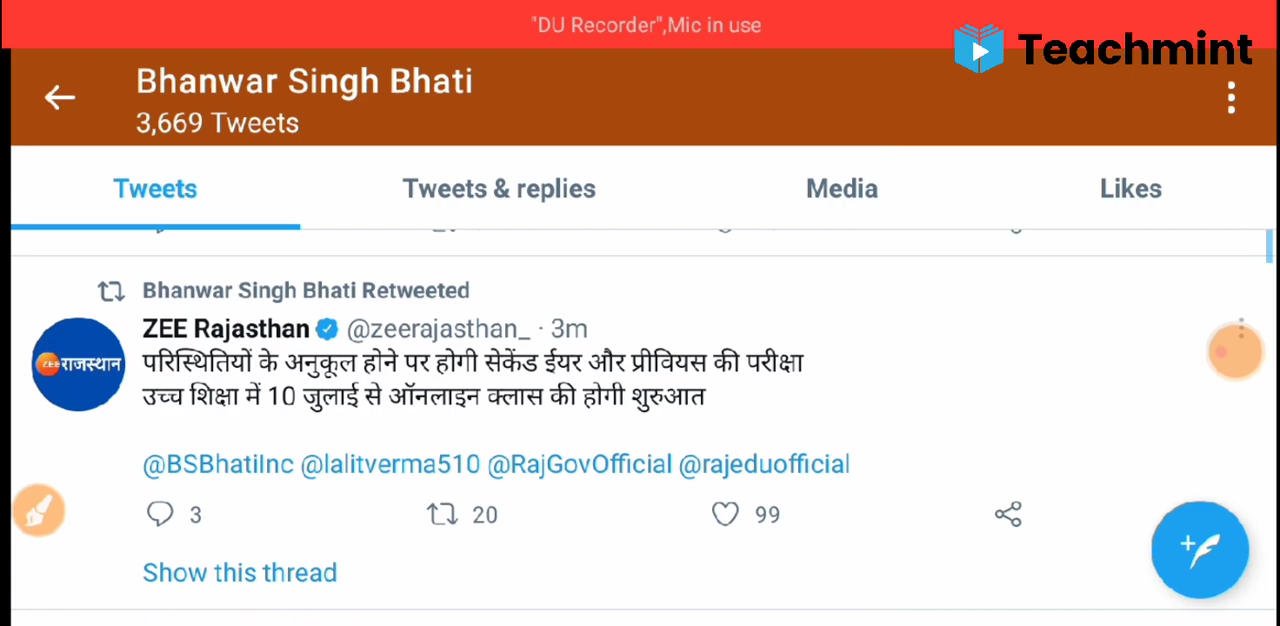 "DU Recorder",Mic in use
Teachmint
Bhanwar Singh Bhati
3,669 Tweets
Tweets Tweets & replies Media Likes
Bhanwar Singh Bhati Retweeted
ZEE Rajasthan @zeerajasthan_ · 3m
ZEE राजस्थान
परिस्थितियों के अनुकूल होने पर होगी सेकेंड ईयर और प्रीवियस की परीक्षा
उच्च शिक्षा में 10 जुलाई से ऑनलाइन क्लास की होगी शुरुआत
@BSBhatiInc @lalitverma510 @RajGovOfficial @rajeduofficial
3 20 99
Show this thread